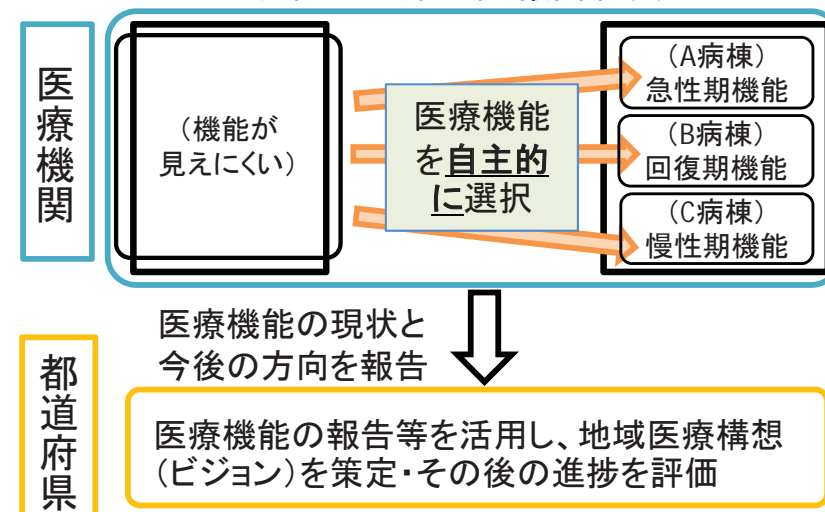 医療機関
(機能が
見えにくい)
医療機能
を自主的
に選択
(A病棟)
急性期機能
(B病棟)
回復期機能
(C病棟)
慢性期機能
医療機能の現状と
今後の方向を報告
都道府県
医療機能の報告等を活用し、地域医療構想
(ビジョン)を策定・その後の進捗を評価